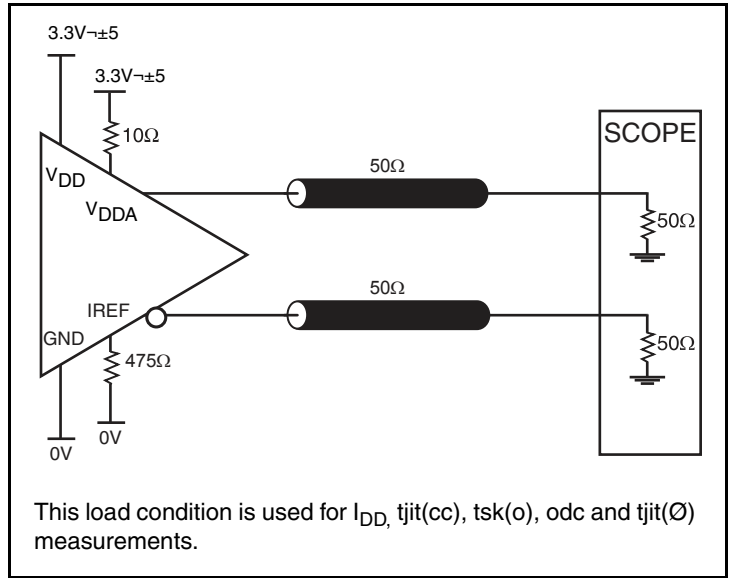 3.3V¬±5
3.3V¬±5
10Ω
SCOPE
50Ω
VDD
VDDA
50Ω
50Ω
IREF
GND
475Ω
50Ω
0V
0V
This load condition is used for IDD, tjit(cc), tsk(o), odc and tjit(Ø)
measurements.